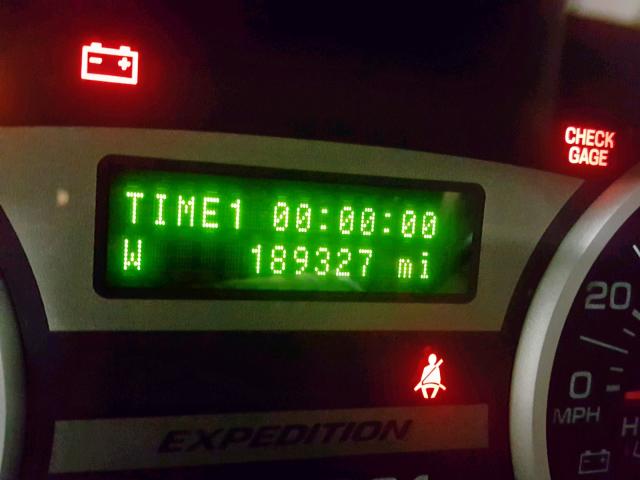 CHECK
GAGE
TIME1 00:00:00
W 189327 mi
20
0
MPH
EXPEDITION
H